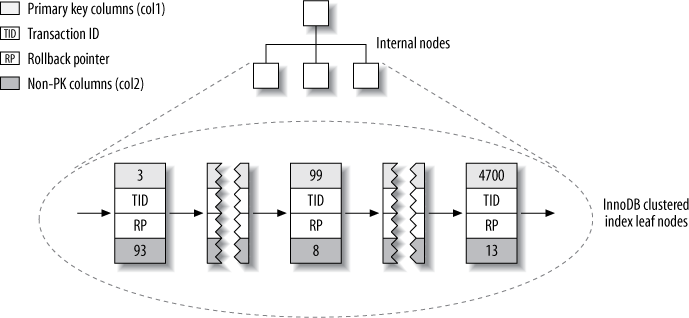 Primary key columns (col1)
TID Transaction ID
RP Rollback pointer
Non-PK columns (col2)
Internal nodes
3 99 4700
TID TID TID
RP RP RP
93 8 13
InnoDB clustered
index leaf nodes